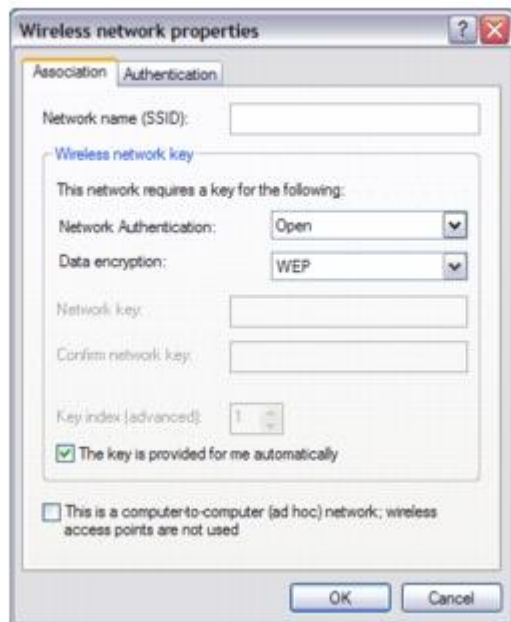 Wireless network properties
Association
Authentication
Network name (SSID):
Wireless network key
This network requires a key for the following:
Network Authentication:
Open
Data encryption:
WEP
Network key:
Confirm network key:
Key index (advanced):
1
The key is provided for me automatically
This is a computer-to-computer (ad hoc) network; wireless
access points are not used
OK
Cancel